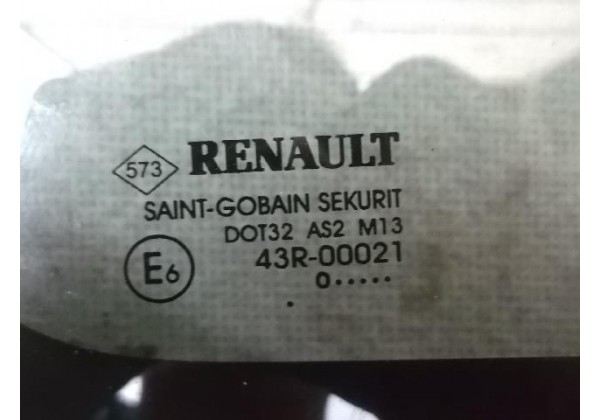 573 RENAULT
SAINT-GOBAIN SEKURIT
DOT32 AS2 M13
E6 43R-00021
0·····
.